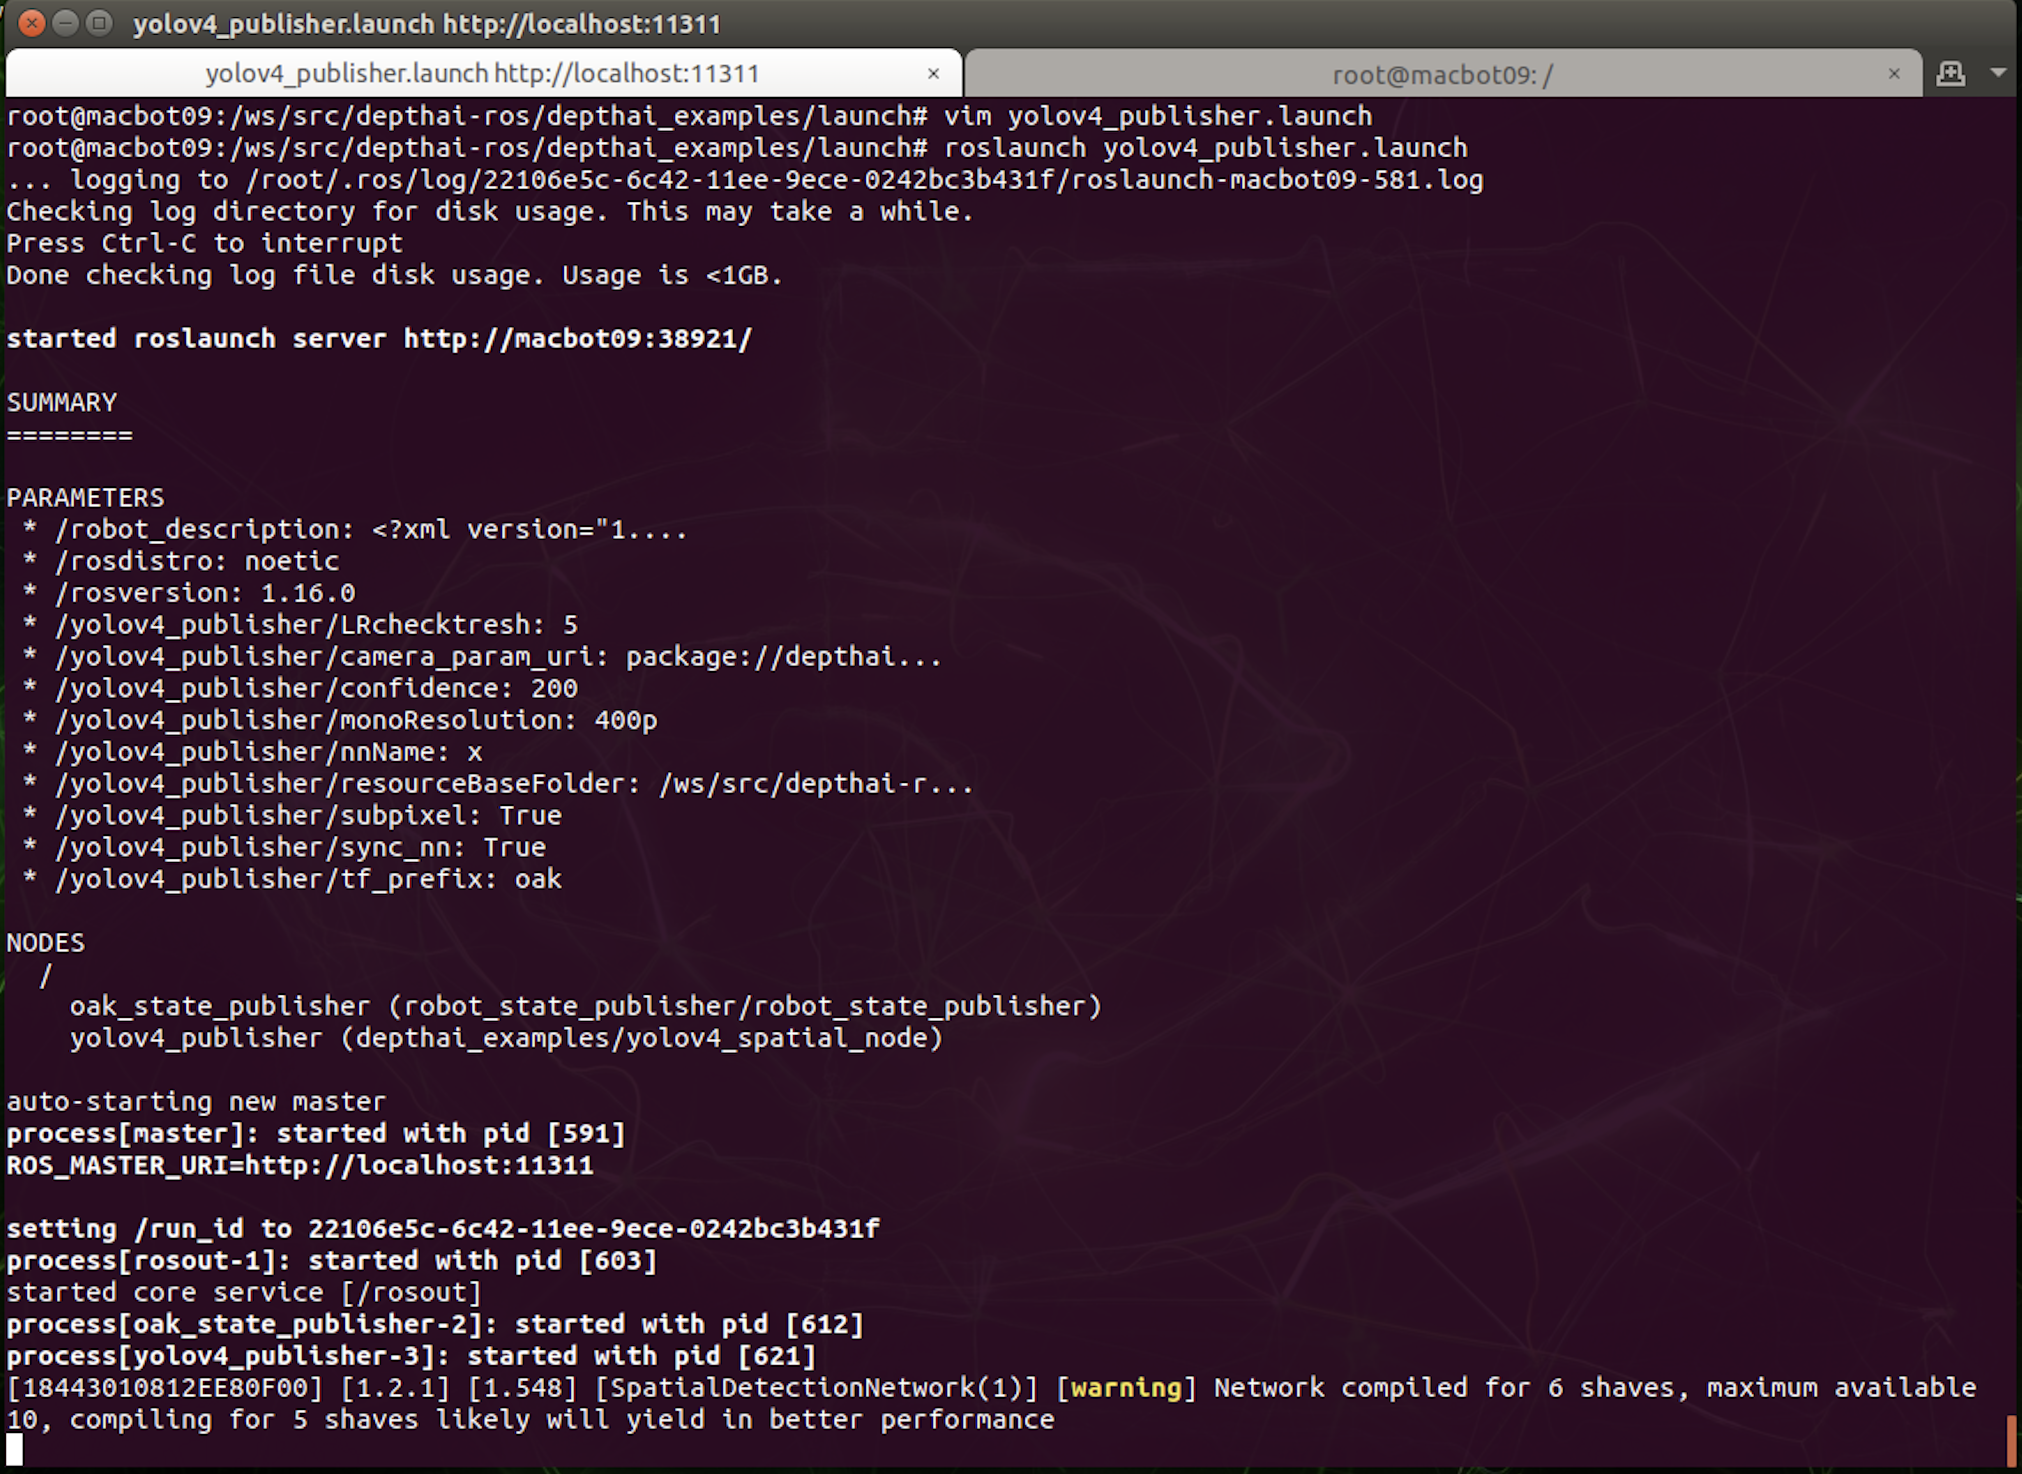 yolov4_publisher.launch http://localhost:11311
yolov4_publisher.launch http://localhost:11311 × root@macbot09: / ×
root@macbot09:/ws/src/depthai-ros/depthai_examples/launch# vim yolov4_publisher.launch
root@macbot09:/ws/src/depthai-ros/depthai_examples/launch# roslaunch yolov4_publisher.launch
... logging to /root/.ros/log/22106e5c-6c42-11ee-9ece-0242bc3b431f/roslaunch-macbot09-581.log
Checking log directory for disk usage. This may take a while.
Press Ctrl-C to interrupt
Done checking log file disk usage. Usage is <1GB.
started roslaunch server http://macbot09:38921/
SUMMARY
========
PARAMETERS
* /robot_description: <?xml version="1....
* /rosdistro: noetic
* /rosversion: 1.16.0
* /yolov4_publisher/LRchecktresh: 5
* /yolov4_publisher/camera_param_uri: package://depthai...
* /yolov4_publisher/confidence: 200
* /yolov4_publisher/monoResolution: 400p
* /yolov4_publisher/nnName: x
* /yolov4_publisher/resourceBaseFolder: /ws/src/depthai-r...
* /yolov4_publisher/subpixel: True
* /yolov4_publisher/sync_nn: True
* /yolov4_publisher/tf_prefix: oak
NODES
/
oak_state_publisher (robot_state_publisher/robot_state_publisher)
yolov4_publisher (depthai_examples/yolov4_spatial_node)
auto-starting new master
process[master]: started with pid [591]
ROS_MASTER_URI=http://localhost:11311
setting /run_id to 22106e5c-6c42-11ee-9ece-0242bc3b431f
process[rosout-1]: started with pid [603]
started core service [/rosout]
process[oak_state_publisher-2]: started with pid [612]
process[yolov4_publisher-3]: started with pid [621]
[18443010812EE80F00] [1.2.1] [1.548] [SpatialDetectionNetwork(1)] [warning] Network compiled for 6 shaves, maximum available
10, compiling for 5 shaves likely will yield in better performance